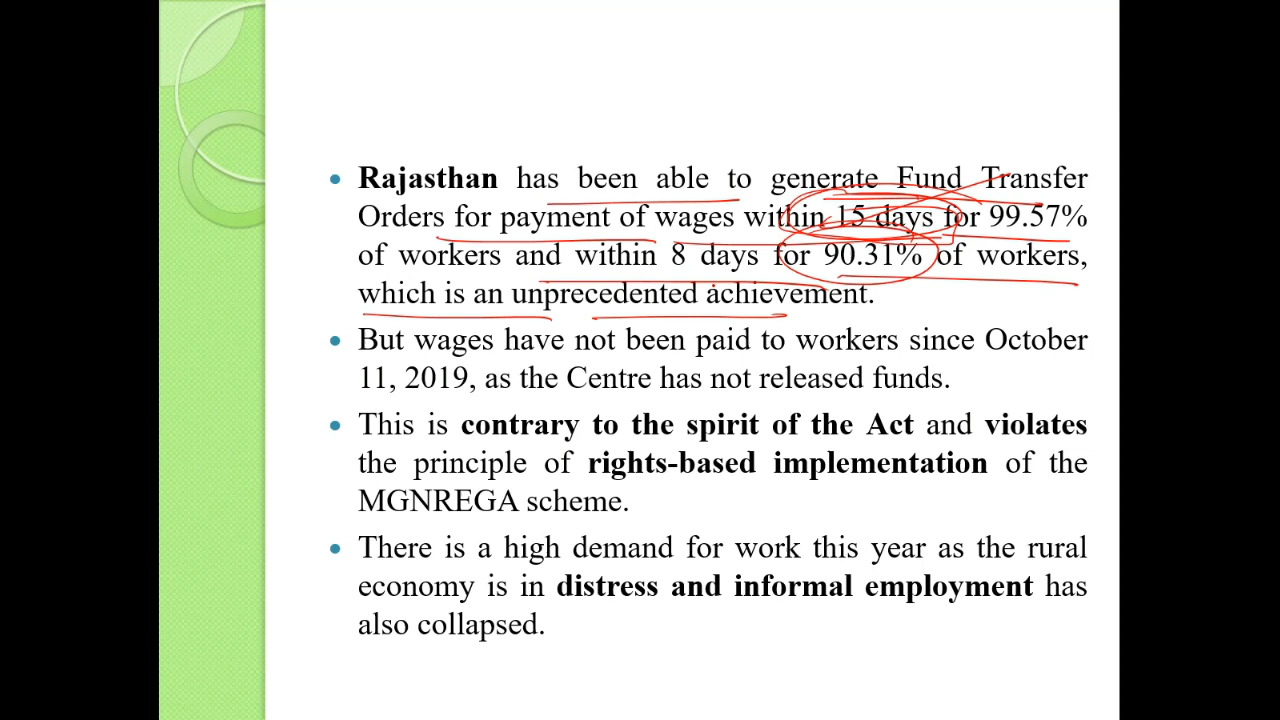 Rajasthan has been able to generate Fund Transfer
Orders for payment of wages within 15 days for 99.57%
of workers and within 8 days for 90.31% of workers,
which is an unprecedented achievement.
But wages have not been paid to workers since October
11, 2019, as the Centre has not released funds.
This is contrary to the spirit of the Act and violates
the principle of rights-based implementation of the
MGNREGA scheme.
There is a high demand for work this year as the rural
economy is in distress and informal employment has
also collapsed.